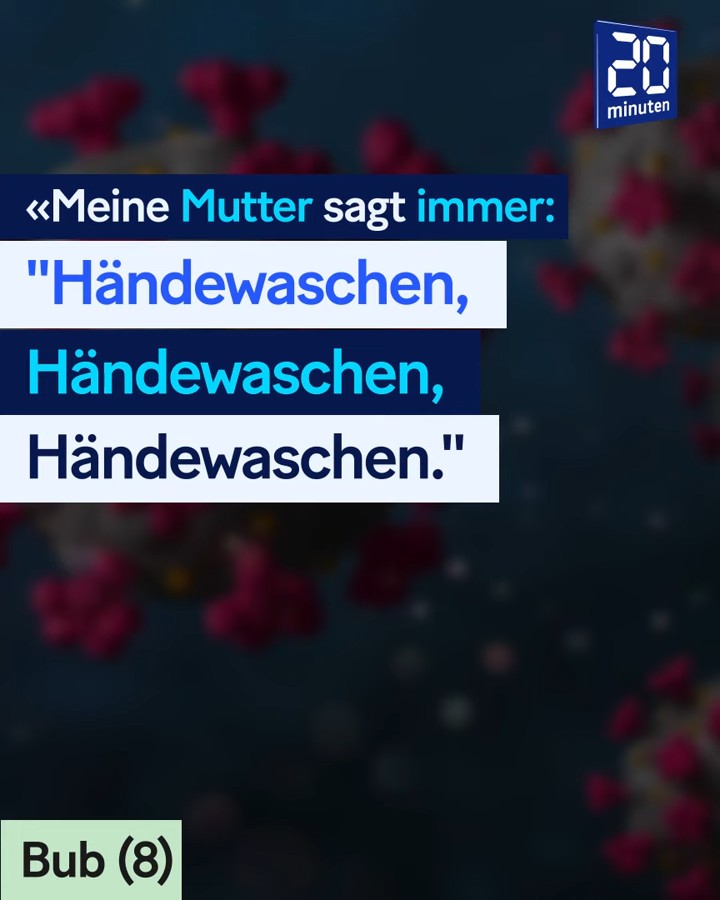 20
minuten
«Meine Mutter sagt immer:
"Händewaschen,
Händewaschen,
Händewaschen."
Bub (8)